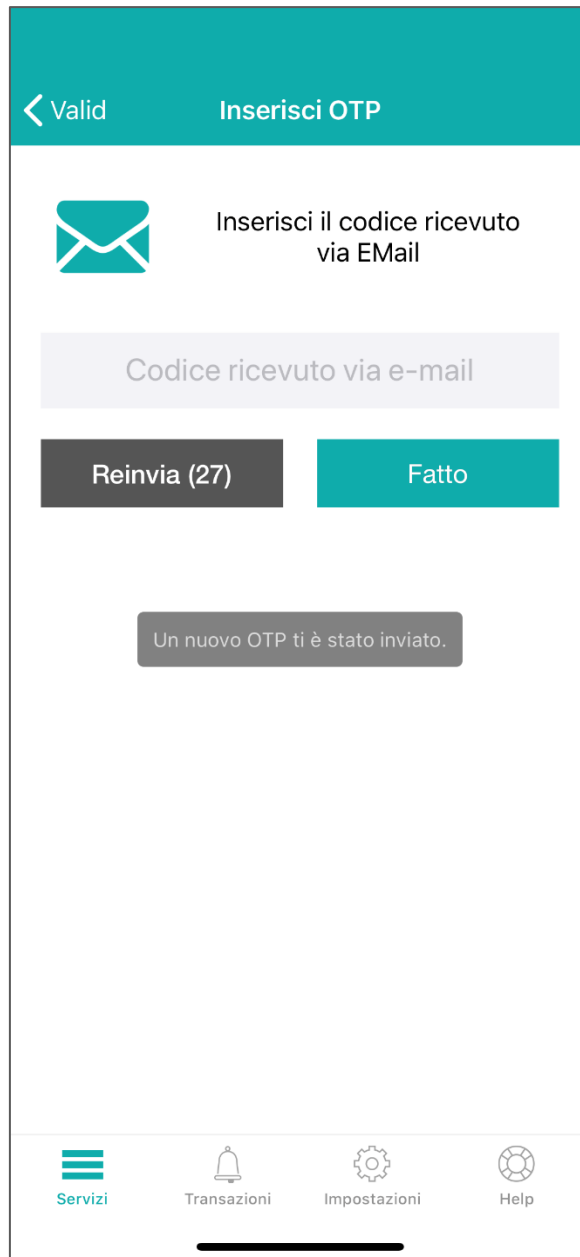 Valid
Inserisci OTP
Inserisci il codice ricevuto
via EMail
Codice ricevuto via e-mail
Reinvia (27)
Fatto
Un nuovo OTP ti è stato inviato.
Servizi
Transazioni
Impostazioni
Help